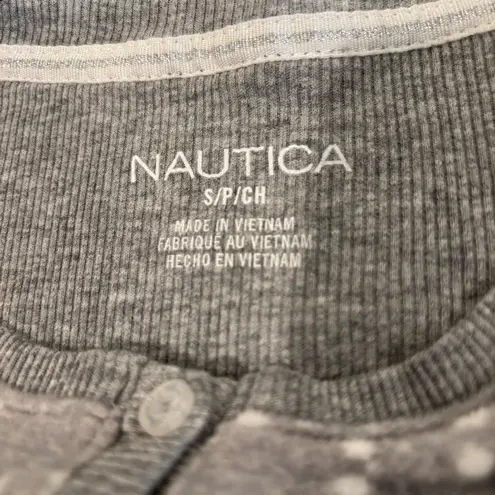 NAUTICA
S/P/CH
MADE IN VIETNAM
FABRIQUÉ AU VIETNAM
HECHO EN VIETNAM